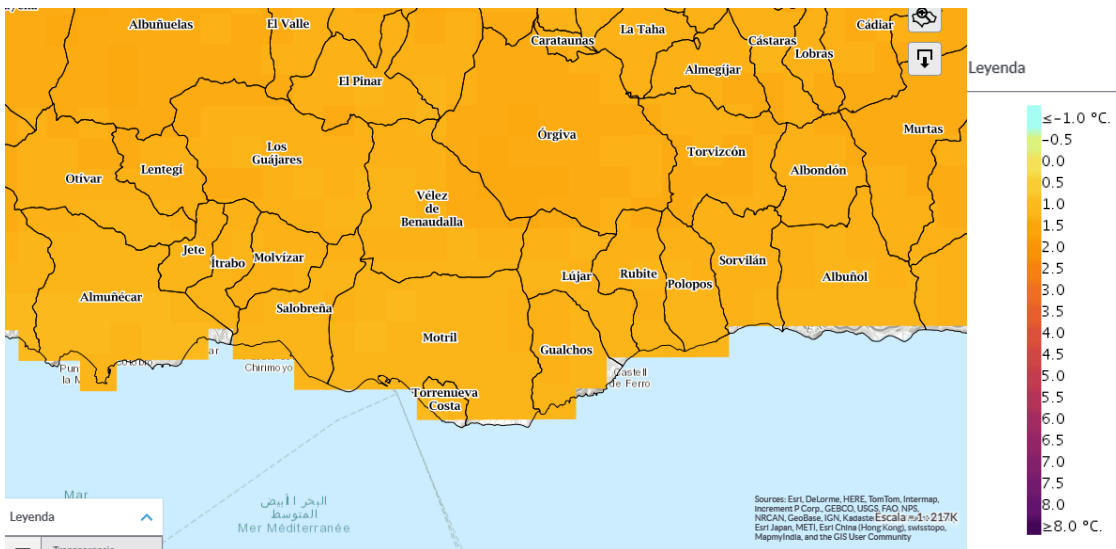 Albuñuelas
El Valle
Carataunas
La Taha
Cástaras
Lobras
Cádiar
El Pinar
Almegíjar
Órgiva
Murtas
Los
Guájares
Torvizcón
Lentegí
Otívar
Albondón
Vélez
de
Benaudalla
Jete
Ítrabo
Molvízar
Sorvilán
Lújar
Rubite
Polopos
Albuñol
Almuñécar
Salobreña
Motril
Gualchos
Chirimoyo
Castell
de Ferro
Torrenueva
Costa
Mar
البحر الأبيض
المتوسط
Mer Méditerranée
Sources: Esri, DeLorme, HERE, TomTom, Intermap,
Increment P Corp., GEBCO, USGS, FAO, NPS,
NRCAN, GeoBase, IGN, Kadaste
Escala ≈1: 217K
Esri Japan, METI, Esri China (Hong Kong), swisstopo,
MapmyIndia, and the GIS User Community
Leyenda
Leyenda
≤-1.0 °C.
-0.5
0.0
0.5
1.0
1.5
2.0
2.5
3.0
3.5
4.0
4.5
5.0
5.5
6.0
6.5
7.0
7.5
8.0
≥8.0 °C.